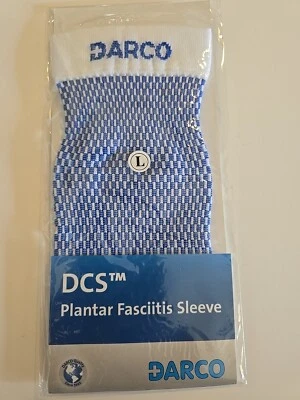 DARCO
L
DCS™
Plantar Fasciitis Sleeve
DARCO